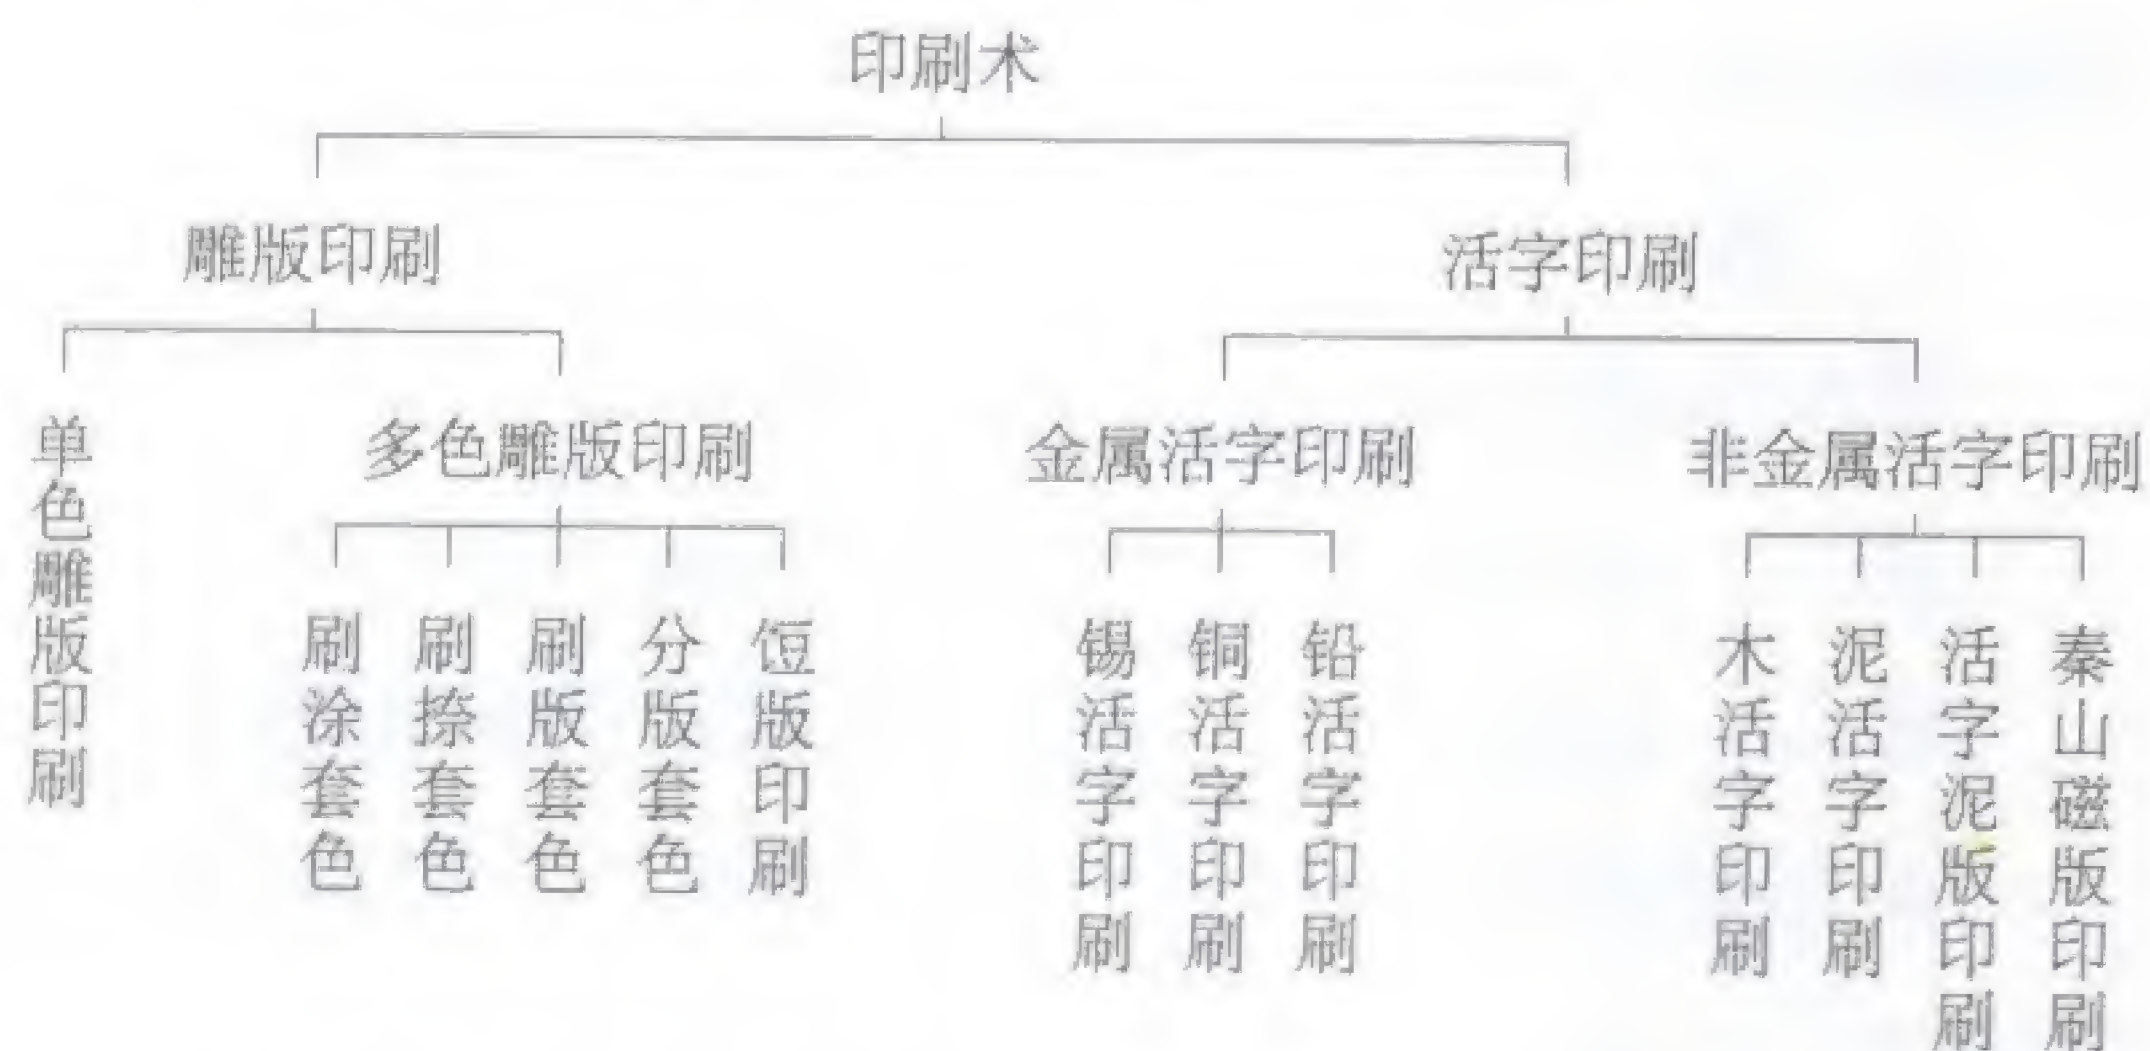 印刷术
雕版印刷
活字印刷
单色雕版印刷
多色雕版印刷
金属活字印刷
非金属活字印刷
刷涂套色
刷捺套色
刷版套色
分版套色
饾版印刷
锡活字印刷
铜活字印刷
铅活字印刷
木活字印刷
泥活字印刷
活字泥版印刷
泰山磁版印刷